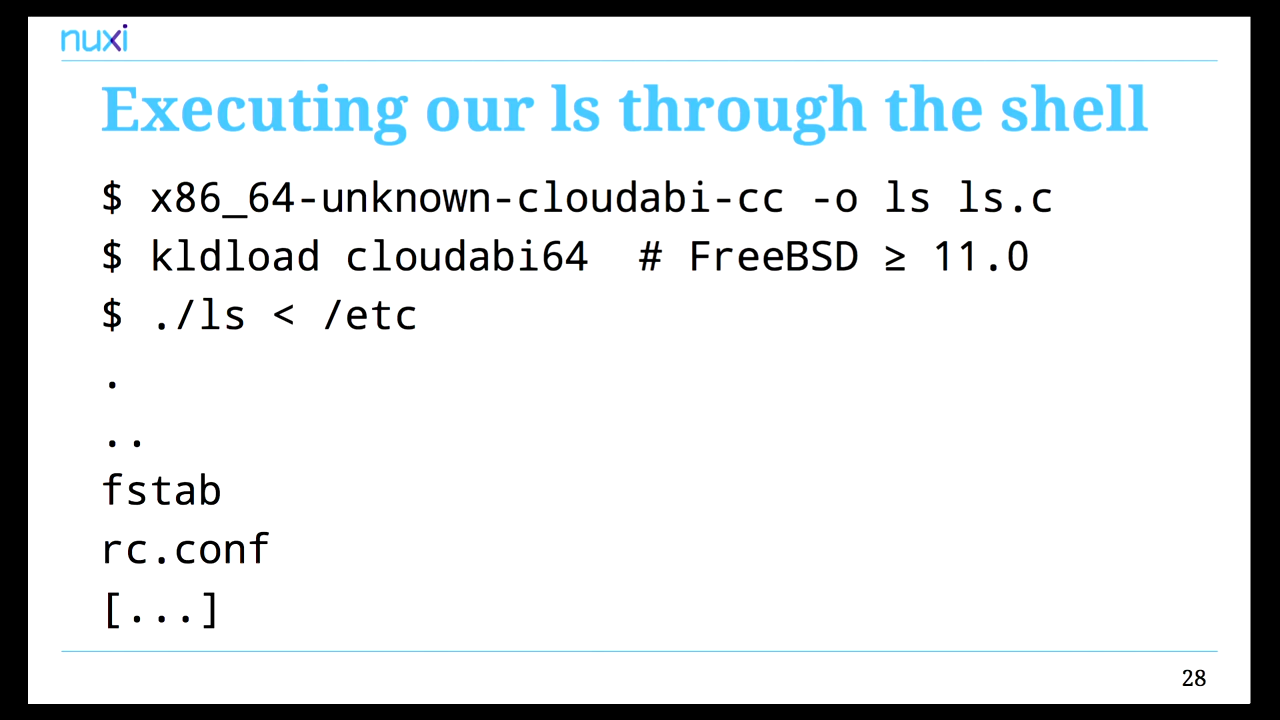 nuxi
Executing our ls through the shell
$ x86_64-unknown-cloudabi-cc -o ls ls.c
$ kldload cloudabi64  # FreeBSD ≥ 11.0
$ ./ls < /etc
.
..
fstab
rc.conf
[...]
28